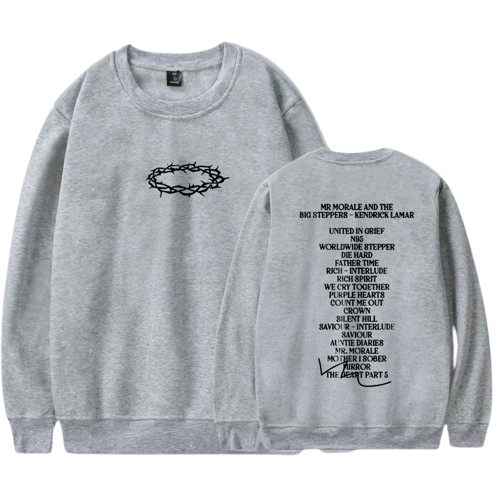 MR MORALE AND THE
BIG STEPPERS – KENDRICK LAMAR
UNITED IN GRIEF
N95
WORLDWIDE STEPPER
DIE HARD
FATHER TIME
RICH – INTERLUDE
RICH SPIRIT
WE CRY TOGETHER
PURPLE HEARTS
COUNT ME OUT
CROWN
SILENT HILL
SAVIOUR – INTERLUDE
SAVIOUR
AUNTIE DIARIES
MR. MORALE
MOTHER I SOBER
MIRROR
THE HEART PART 5